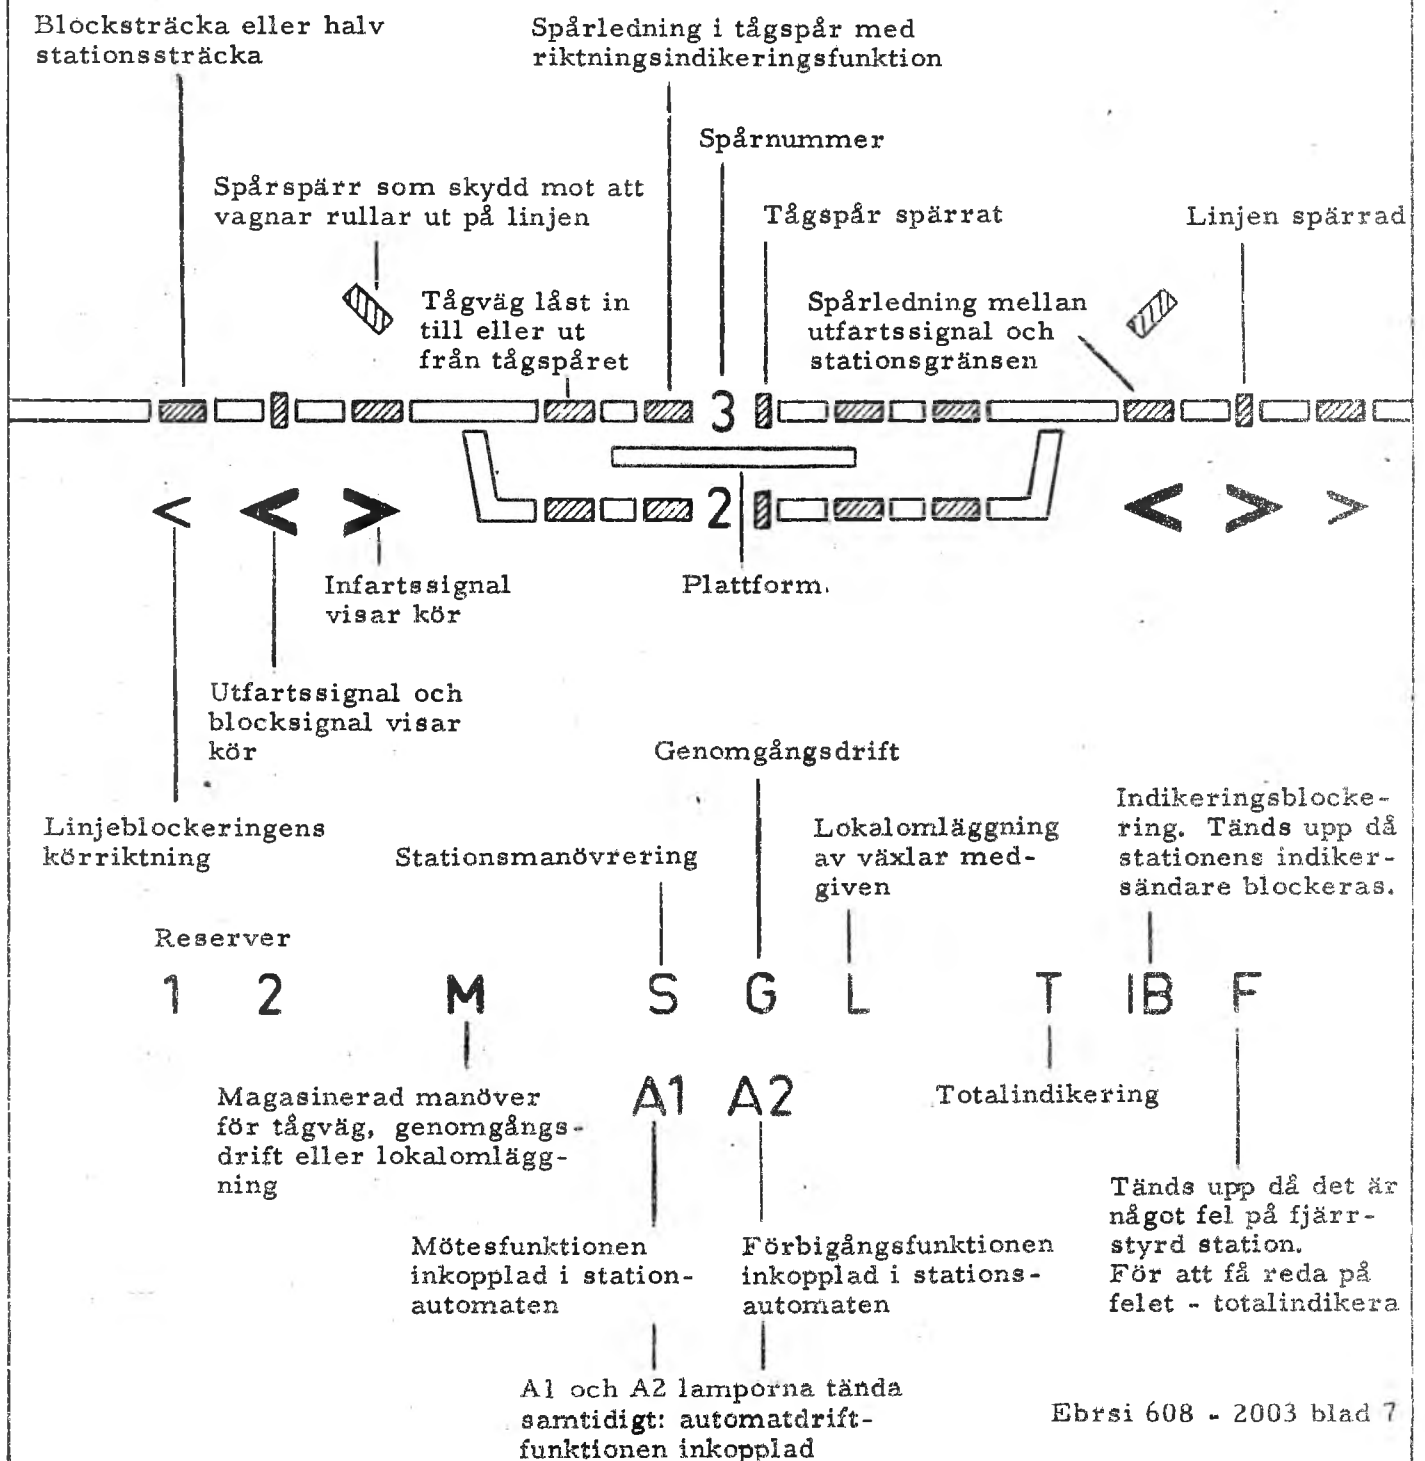 Blocksträcka eller halv
stationssträcka
Spårledning i tågspår med
riktningsindikeringsfunktion
Spårnummer
Spårspärr som skydd mot att
vagnar rullar ut på linjen
Tågspår spärrat
Linjen spärrad
Tågväg låst in
till eller ut
från tågspåret
Spårledning mellan
utfartssignal och
stationsgränsen
3
2
Infartssignal
visar kör
Plattform.
Utfartssignal och
blocksignal visar
kör
Genomgångsdrift
Linjeblockeringens
körriktning
Stationsmanövrering
Lokalomläggning
av växlar med-
given
Indikeringsblocke-
ring. Tänds upp då
stationens indiker-
sändare blockeras.
Reserver
1 2 M S G L T IB F
Magasinerad manöver
för tågväg, genomgångs-
drift eller lokalomlägg-
ning
A1 A2
Totalindikering
Mötesfunktionen
inkopplad i station-
automaten
Förbigångsfunktionen
inkopplad i stations-
automaten
Tänds upp då det är
något fel på fjärr-
styrd station.
För att få reda på
felet - totalindikera
A1 och A2 lamporna tända
samtidigt: automatdrift-
funktionen inkopplad
Ebrsi 608 - 2003 blad 7